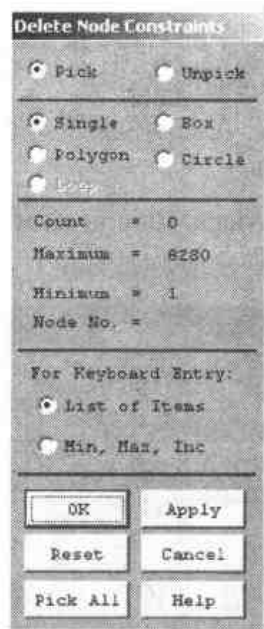 Delete Node Constraints
Pick Unpick
Single Box
Polygon Circle
Loop
Count = 0
Maximum = 8280
Minimum = 1
Node No. =
For Keyboard Entry:
List of Items
Min, Max, Inc
OK Apply
Reset Cancel
Pick All Help